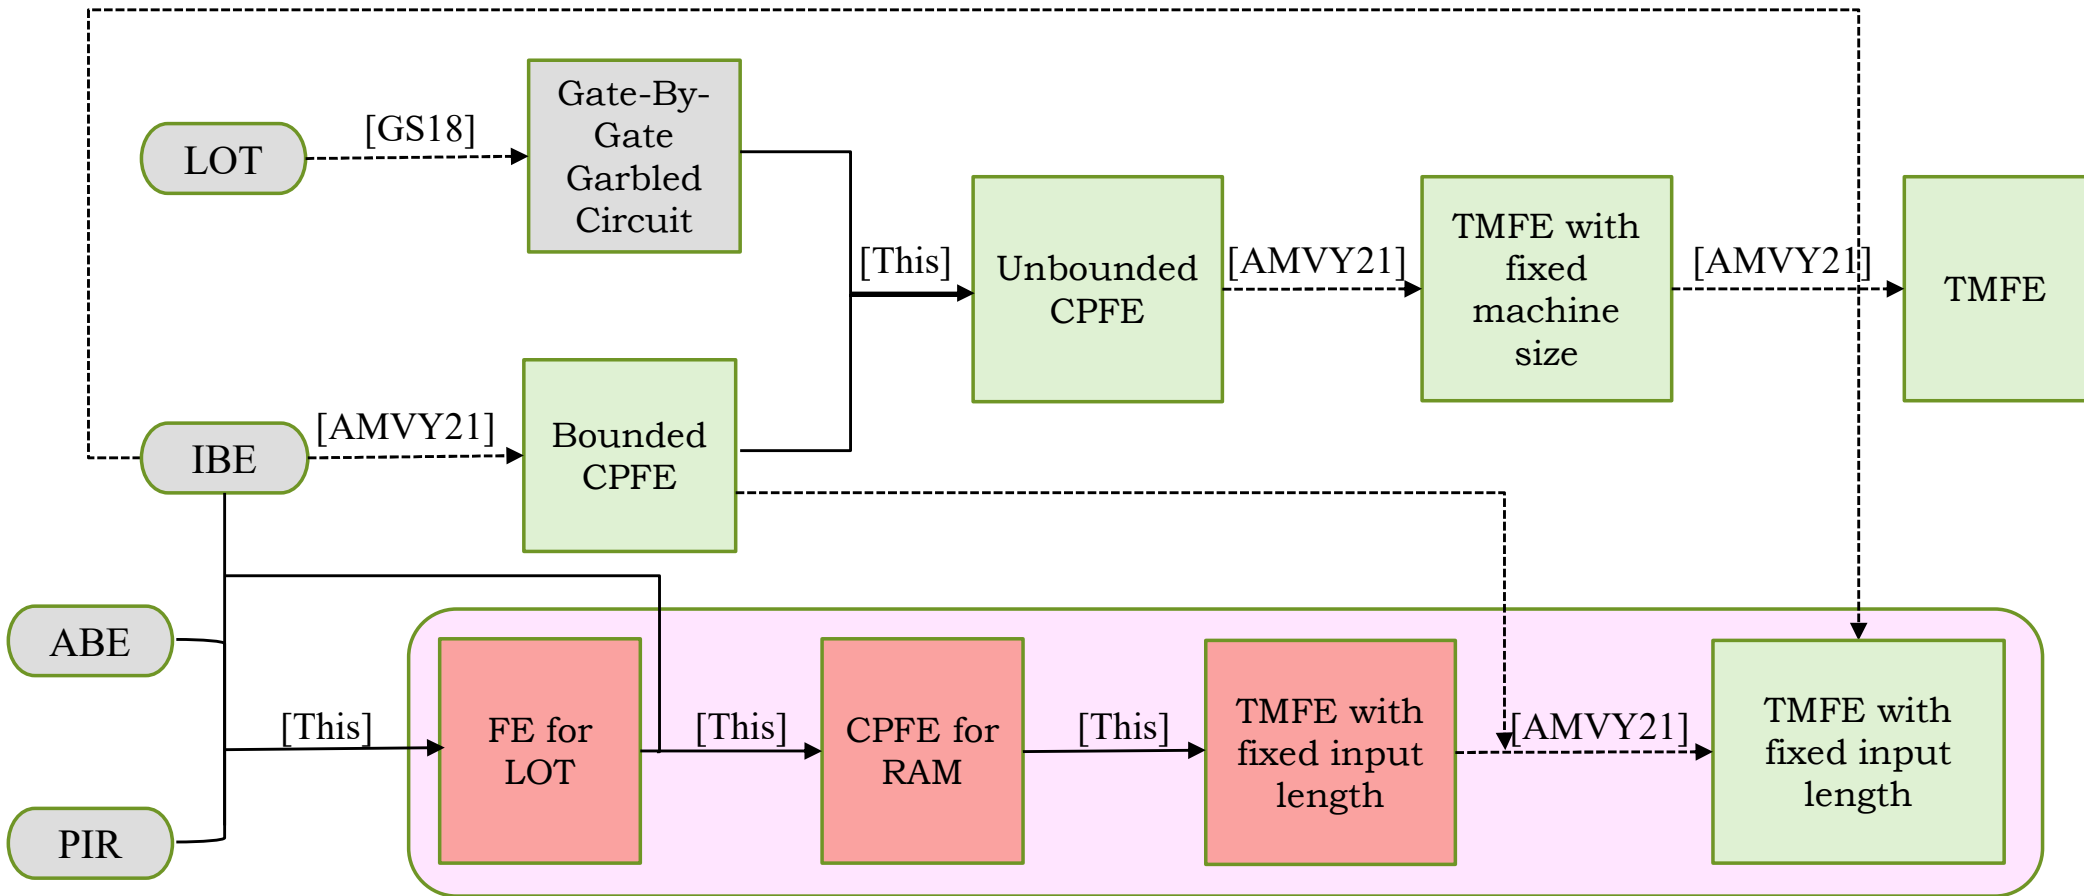 LOT
[GS18]
Gate-By-
Gate
Garbled
Circuit
[This]
Unbounded
CPFE
[AMVY21]
TMFE with
fixed
machine
size
[AMVY21]
TMFE
IBE
[AMVY21]
Bounded
CPFE
ABE
PIR
[This]
FE for
LOT
[This]
CPFE for
RAM
[This]
TMFE with
fixed input
length
[AMVY21]
TMFE with
fixed input
length